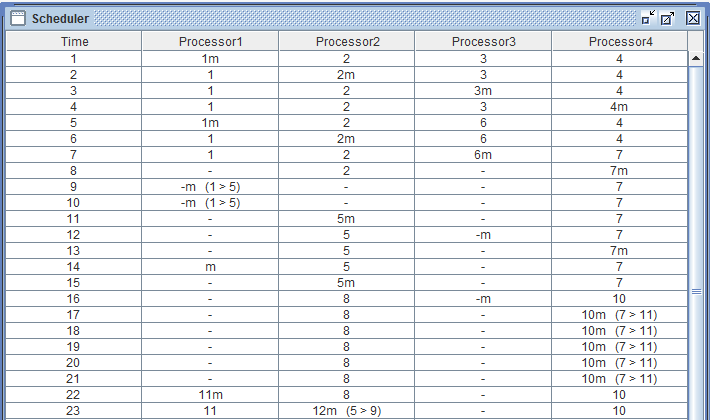 Scheduler
Time Processor1 Processor2 Processor3 Processor4
1 1m 2 3 4
2 1 2m 3 4
3 1 2 3m 4
4 1 2 3 4m
5 1m 2 6 4
6 1 2m 6 4
7 1 2 6m 7
8 - 2 - 7m
9 -m (1 > 5) - - 7
10 -m (1 > 5) - - 7
11 - 5m - 7
12 - 5 -m 7
13 - 5 - 7m
14 m 5 - 7
15 - 5m - 7
16 - 8 -m 10
17 - 8 - 10m (7 > 11)
18 - 8 - 10m (7 > 11)
19 - 8 - 10m (7 > 11)
20 - 8 - 10m (7 > 11)
21 - 8 - 10m (7 > 11)
22 11m 8 - 10
23 11 12m (5 > 9) - 10